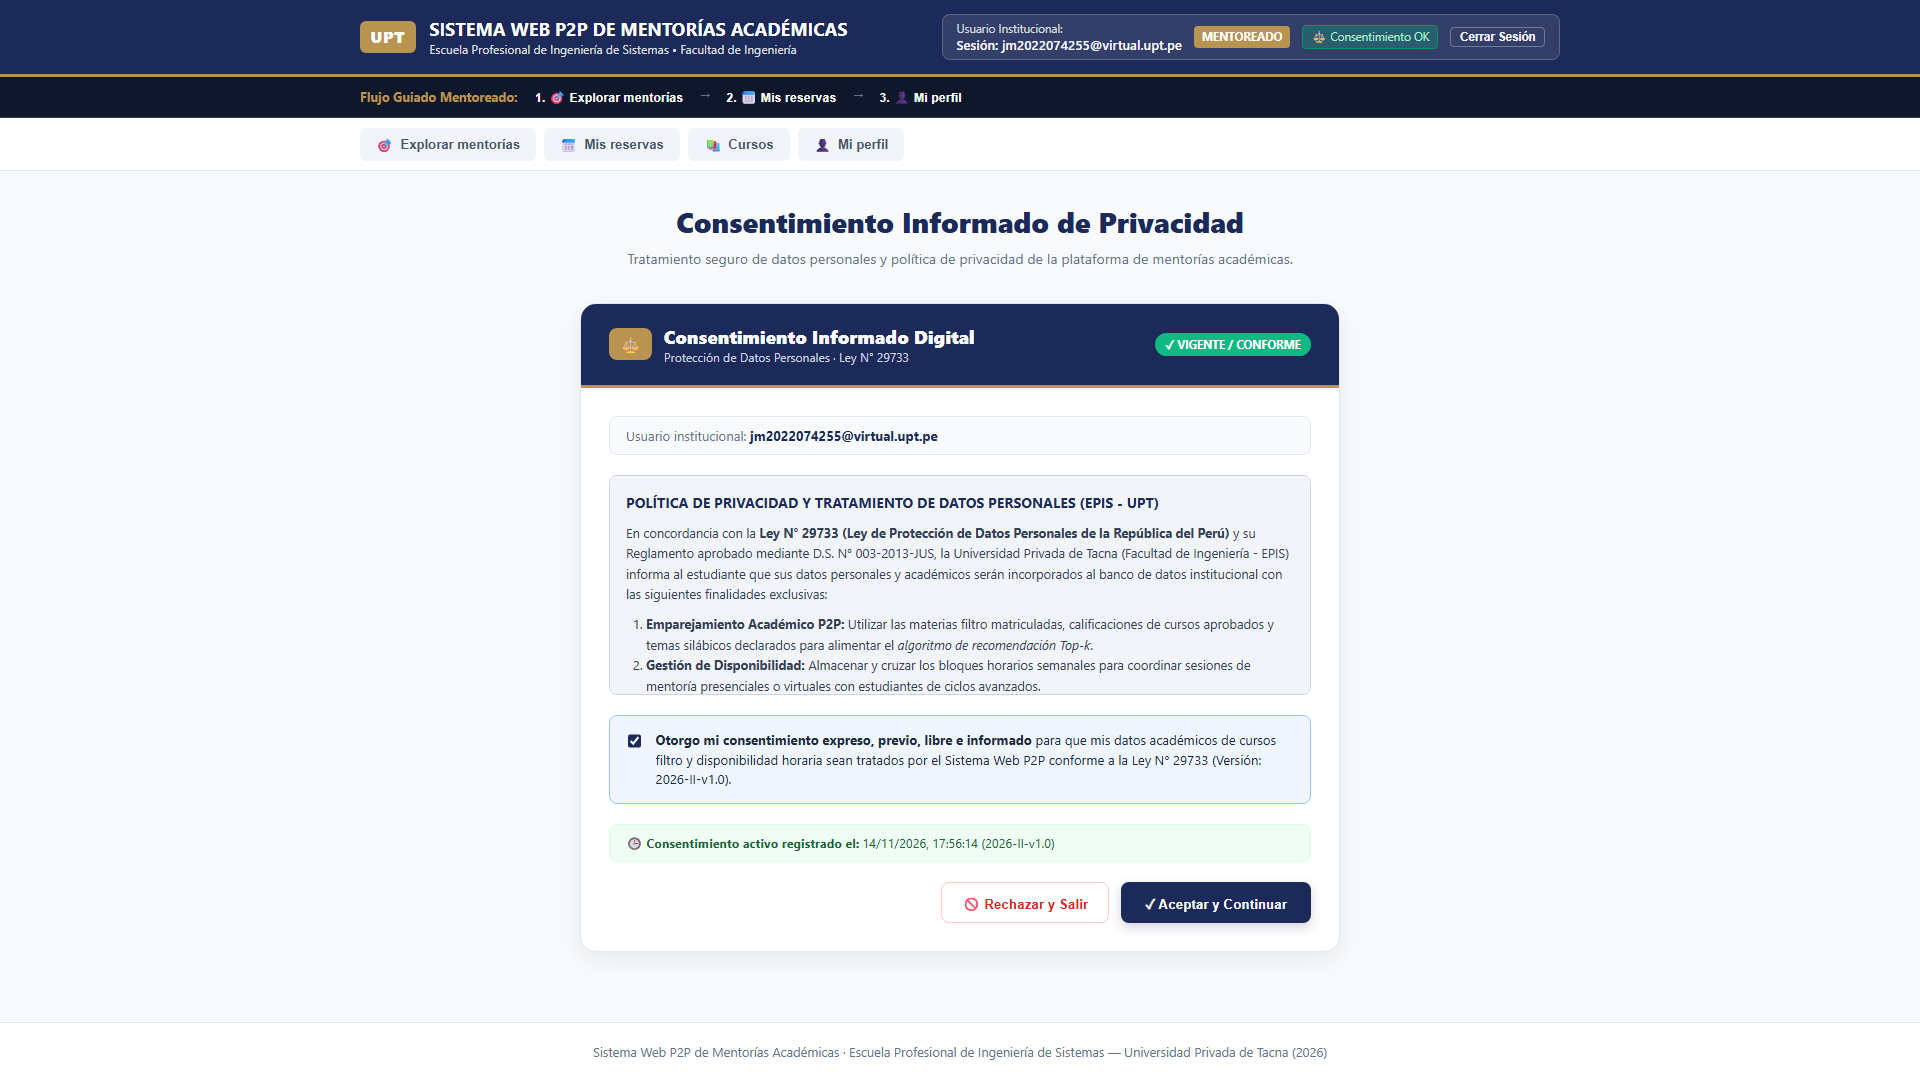 UPT
SISTEMA WEB P2P DE MENTORÍAS ACADÉMICAS
Escuela Profesional de Ingeniería de Sistemas • Facultad de Ingeniería
Usuario Institucional:
Sesión: jm2022074255@virtual.upt.pe
MENTOREADO
Consentimiento OK
Cerrar Sesión
Flujo Guiado Mentoreado: 1. Explorar mentorías → 2. Mis reservas → 3. Mi perfil
Explorar mentorías
Mis reservas
Cursos
Mi perfil
Consentimiento Informado de Privacidad
Tratamiento seguro de datos personales y política de privacidad de la plataforma de mentorías académicas.
Consentimiento Informado Digital
Protección de Datos Personales · Ley N° 29733
✓ VIGENTE / CONFORME
Usuario institucional: jm2022074255@virtual.upt.pe
POLÍTICA DE PRIVACIDAD Y TRATAMIENTO DE DATOS PERSONALES (EPIS - UPT)
En concordancia con la Ley N° 29733 (Ley de Protección de Datos Personales de la República del Perú) y su
Reglamento aprobado mediante D.S. N° 003-2013-JUS, la Universidad Privada de Tacna (Facultad de Ingeniería - EPIS)
informa al estudiante que sus datos personales y académicos serán incorporados al banco de datos institucional con
las siguientes finalidades exclusivas:
1. Emparejamiento Académico P2P: Utilizar las materias filtro matriculadas, calificaciones de cursos aprobados y
temas silábicos declarados para alimentar el algoritmo de recomendación Top-k.
2. Gestión de Disponibilidad: Almacenar y cruzar los bloques horarios semanales para coordinar sesiones de
mentoría presenciales o virtuales con estudiantes de ciclos avanzados.
Otorgo mi consentimiento expreso, previo, libre e informado para que mis datos académicos de cursos
filtro y disponibilidad horaria sean tratados por el Sistema Web P2P conforme a la Ley N° 29733 (Versión:
2026-II-v1.0).
Consentimiento activo registrado el: 14/11/2026, 17:56:14 (2026-II-v1.0)
Rechazar y Salir
✓ Aceptar y Continuar
Sistema Web P2P de Mentorías Académicas · Escuela Profesional de Ingeniería de Sistemas — Universidad Privada de Tacna (2026)